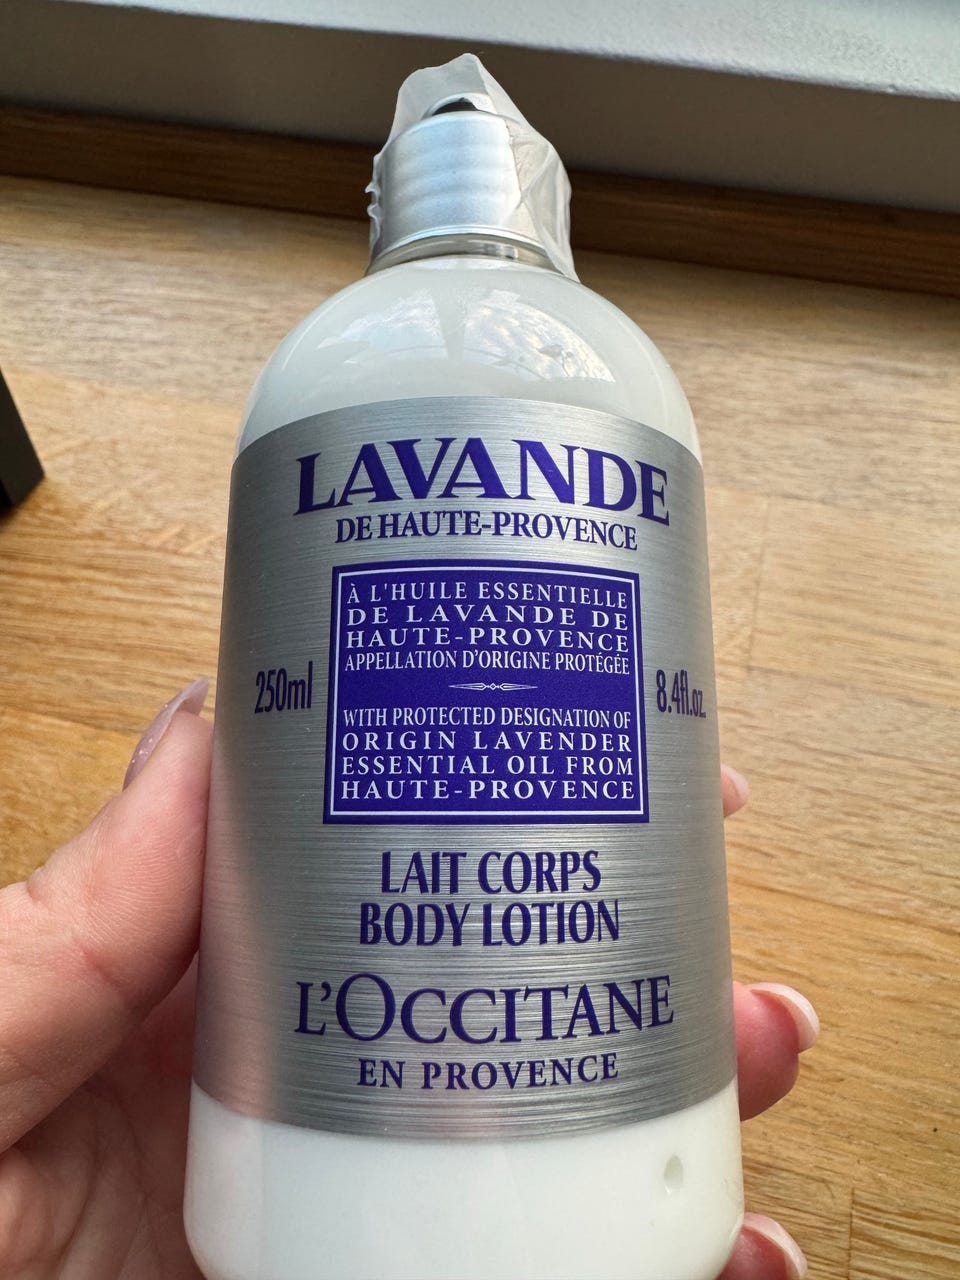 LAVANDE
DE HAUTE-PROVENCE
À L'HUILE ESSENTIELLE
DE LAVANDE DE
HAUTE-PROVENCE
APPELLATION D'ORIGINE PROTÉGÉE
250ml
8.4fl.oz.
WITH PROTECTED DESIGNATION OF
ORIGIN LAVENDER
ESSENTIAL OIL FROM
HAUTE-PROVENCE
LAIT CORPS
BODY LOTION
L'OCCITANE
EN PROVENCE